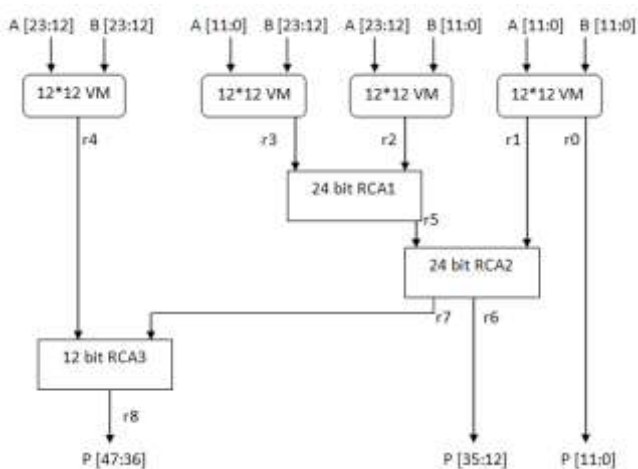 A [23:12] B [23:12] A [11:0] B [23:12] A [23:12] B [11:0] A [11:0] B [11:0]
12*12 VM 12*12 VM 12*12 VM 12*12 VM
r4 r3 r2 r1 r0
24 bit RCA1
r5
24 bit RCA2
r7 r6
12 bit RCA3
r8
P [47:36] P [35:12] P [11:0]